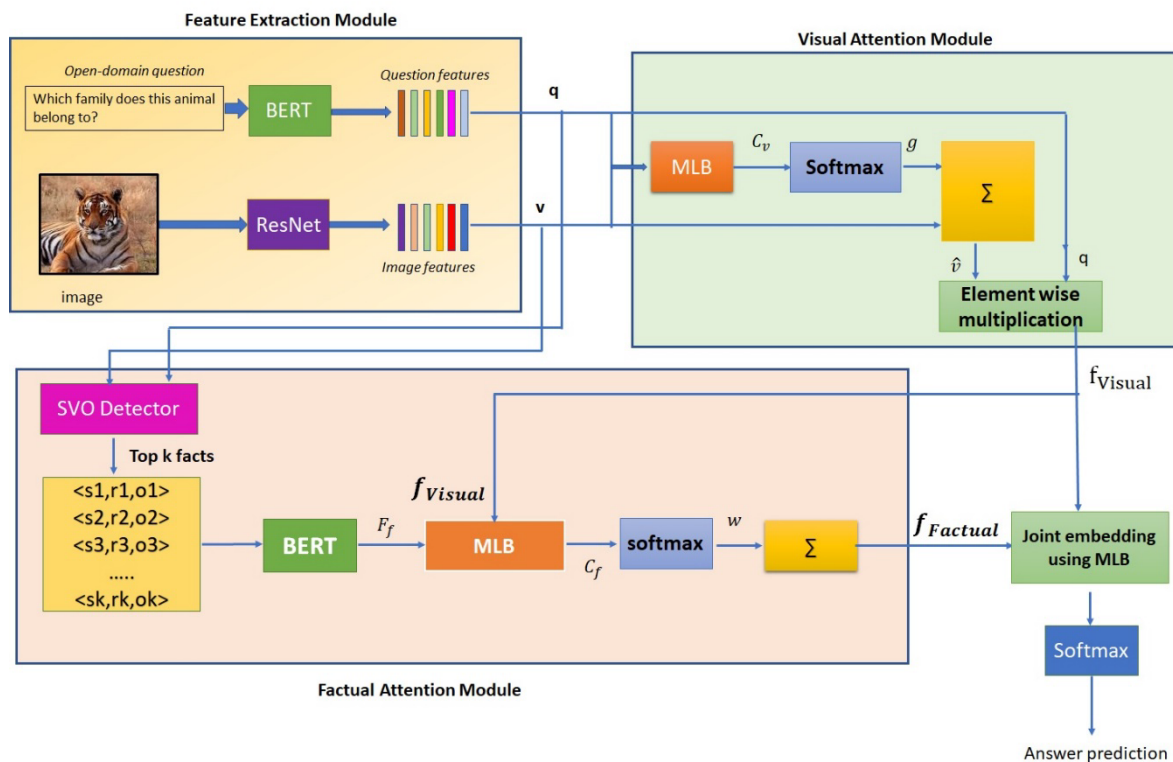 Feature Extraction Module
Visual Attention Module
Open-domain question
Which family does this animal
belong to?
BERT
Question features
q
MLB
C_v
Softmax
g
Σ
ResNet
v
Image features
image
v̂
q
Element wise
multiplication
f_Visual
SVO Detector
Top k facts
<s1,r1,o1>
<s2,r2,o2>
<s3,r3,o3>
.....
<sk,rk,ok>
BERT
F_f
f_Visual
MLB
C_f
softmax
w
Σ
f_Factual
Joint embedding
using MLB
Softmax
Answer prediction
Factual Attention Module